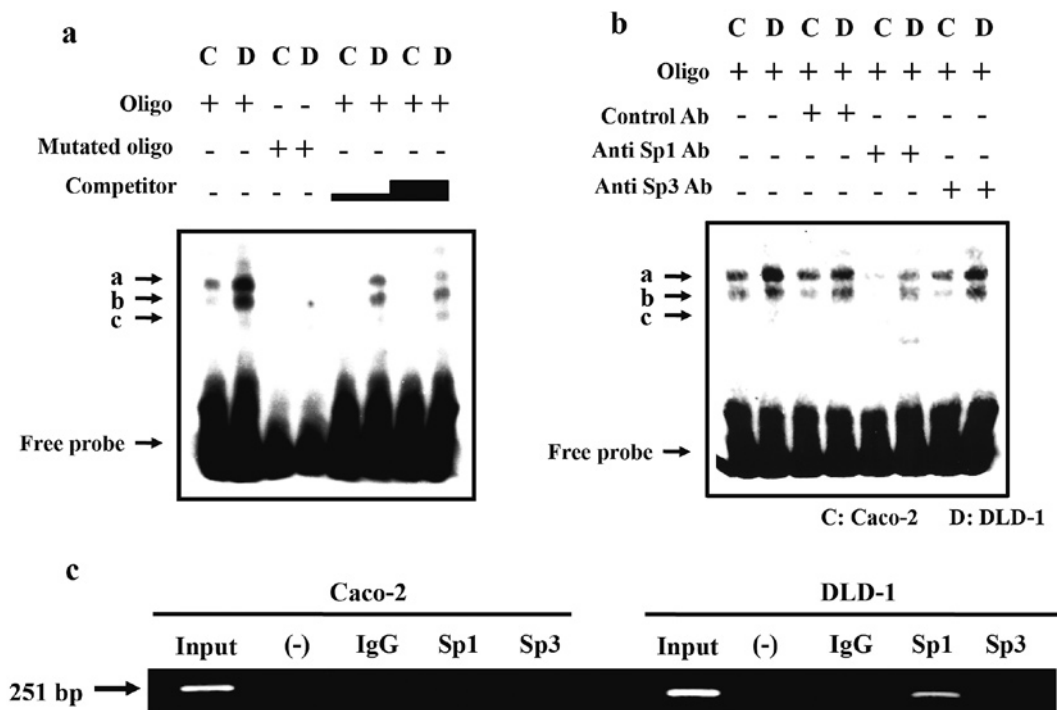 a
C D C D C D C D
Oligo + + - - + + + +
Mutated oligo - - + + - - - -
Competitor - - - -
a
b
c
Free probe
b
C D C D C D C D
Oligo + + + + + + + +
Control Ab - - + + - - - -
Anti Sp1 Ab - - - - + + - -
Anti Sp3 Ab - - - - - - + +
a
b
c
Free probe
C: Caco-2 D: DLD-1
c
Caco-2 DLD-1
Input (-) IgG Sp1 Sp3 Input (-) IgG Sp1 Sp3
251 bp